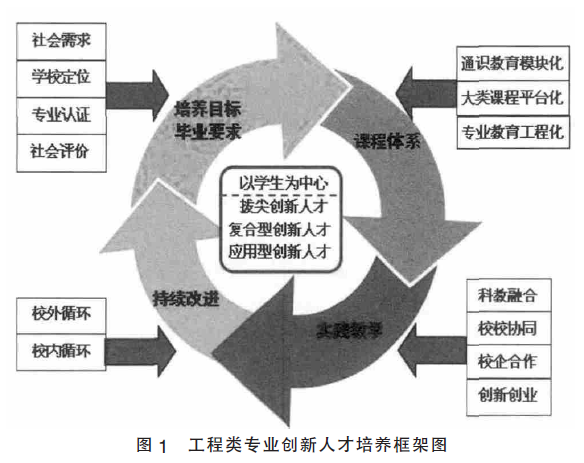 社会需求
学校定位
专业认证
社会评价
培养目标
毕业要求
通识教育模块化
大类课程平台化
专业教育工程化
课程体系
以学生为中心
拔尖创新人才
复合型创新人才
应用型创新人才
持续改进
实践教学
校外循环
校内循环
科教融合
校校协同
校企合作
创新创业
图 1 工程类专业创新人才培养框架图